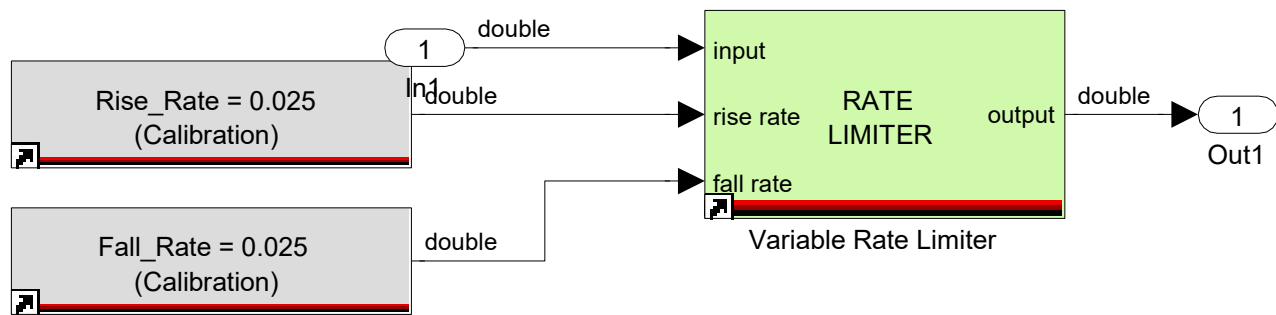 1
In1
double
Rise_Rate = 0.025
(Calibration)
double
Fall_Rate = 0.025
(Calibration)
double
input
rise rate
fall rate
RATE
LIMITER
output
Variable Rate Limiter
double
1
Out1